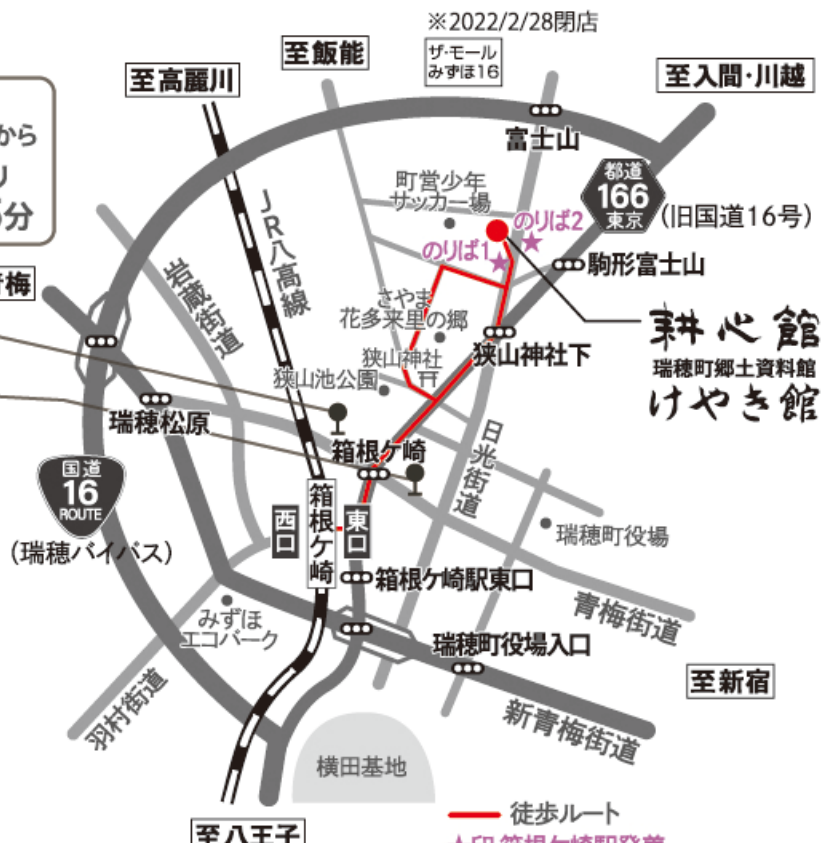 ※2022/2/28閉店
ザ・モール
みずほ16
至飯能
至高麗川
至入間・川越
から
分
富士山
都道
166
東京
(旧国道16号)
町営少年
サッカー場
のりば2
のりば1
駒形富士山
JR八高線
岩蔵街道
梅
さやま
花多来里の郷
狭山神社
狭山池公園
狭山神社下
耕心館
瑞穂町郷土資料館
けやき館
瑞穂松原
箱根ケ崎
日光街道
国道
16
ROUTE
(瑞穂バイパス)
西口
箱根ケ崎
東口
瑞穂町役場
箱根ケ崎駅東口
青梅街道
みずほ
エコパーク
瑞穂町役場入口
至新宿
羽村街道
新青梅街道
横田基地
徒歩ルート
至八王子